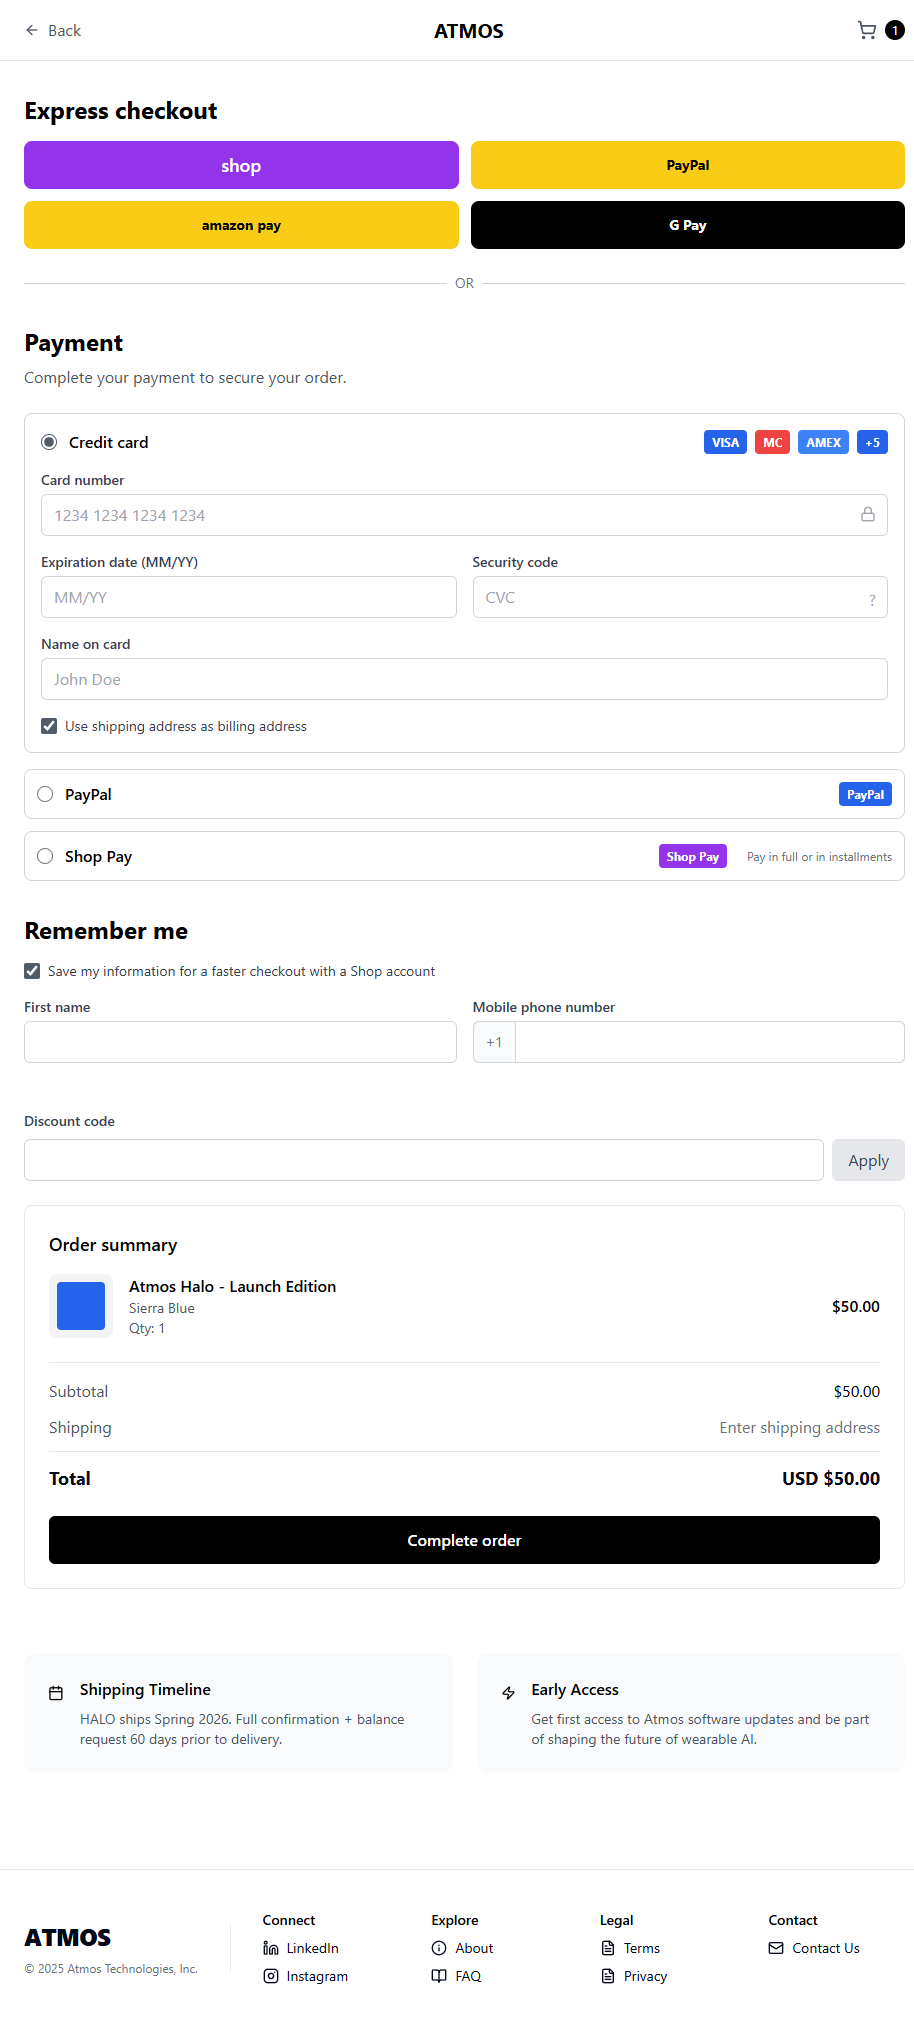 Back
ATMOS
1
Express checkout
shop
PayPal
amazon pay
G Pay
OR
Payment
Complete your payment to secure your order.
Credit card
VISA
MC
AMEX
+5
Card number
1234 1234 1234 1234
Expiration date (MM/YY)
Security code
MM/YY
CVC
?
Name on card
John Doe
Use shipping address as billing address
PayPal
PayPal
Shop Pay
Shop Pay
Pay in full or in installments
Remember me
Save my information for a faster checkout with a Shop account
First name
Mobile phone number
+1
Discount code
Apply
Order summary
Atmos Halo - Launch Edition
Sierra Blue
Qty: 1
$50.00
Subtotal
$50.00
Shipping
Enter shipping address
Total
USD $50.00
Complete order
Shipping Timeline
HALO ships Spring 2026. Full confirmation + balance
request 60 days prior to delivery.
Early Access
Get first access to Atmos software updates and be part
of shaping the future of wearable AI.
ATMOS
© 2025 Atmos Technologies, Inc.
Connect
LinkedIn
Instagram
Explore
About
FAQ
Legal
Terms
Privacy
Contact
Contact Us